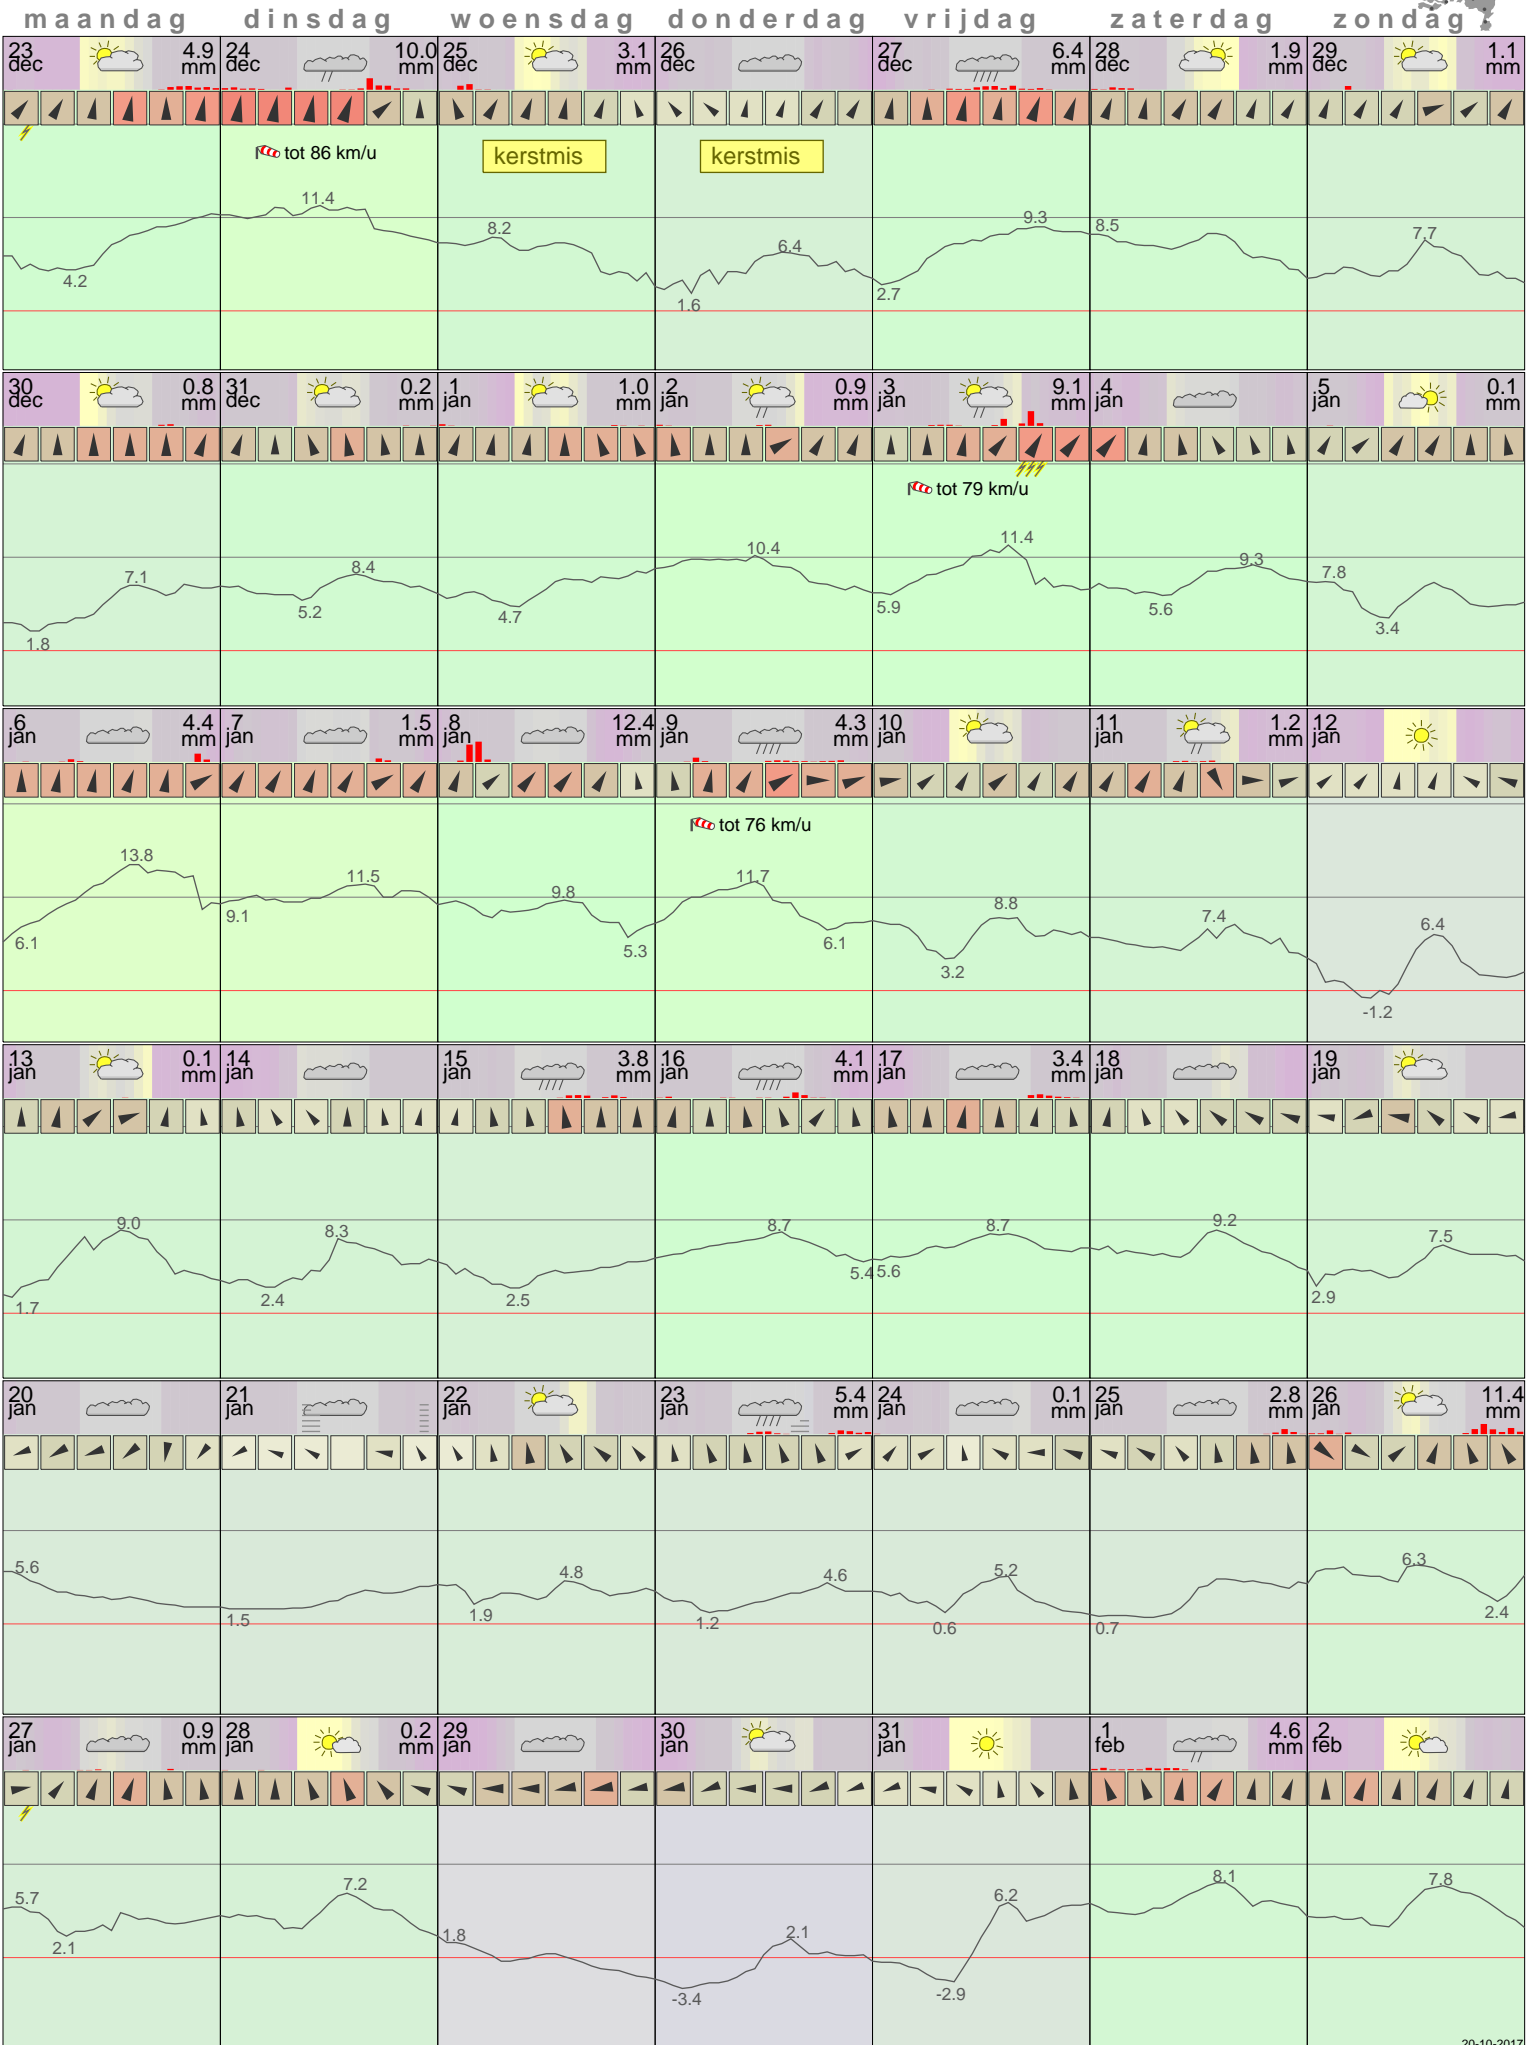 maandag dinsdag woensdag donderdag vrijdag zaterdag zondag
23 dec 4.9 mm 24 dec 10.0 mm 25 dec 3.1 mm 26 dec 27 dec 6.4 mm 28 dec 1.9 mm 29 dec 1.1 mm
tot 86 km/u kerstmis kerstmis
4.2 11.4 8.2 1.6 6.4 2.7 9.3 8.5 7.7
30 dec 0.8 mm 31 dec 0.2 mm 1 jan 1.0 mm 2 jan 0.9 mm 3 jan 9.1 mm 4 jan 5 jan 0.1 mm
tot 79 km/u
1.8 7.1 5.2 8.4 4.7 10.4 5.9 11.4 5.6 9.3 7.8 3.4
6 jan 4.4 mm 7 jan 1.5 mm 8 jan 12.4 mm 9 jan 4.3 mm 10 jan 11 jan 1.2 mm 12 jan
tot 76 km/u
6.1 13.8 9.1 11.5 9.8 5.3 11.7 6.1 3.2 8.8 7.4 -1.2 6.4
13 jan 0.1 mm 14 jan 15 jan 3.8 mm 16 jan 4.1 mm 17 jan 3.4 mm 18 jan 19 jan
1.7 9.0 2.4 8.3 2.5 8.7 5.4 5.6 8.7 9.2 2.9 7.5
20 jan 21 jan 22 jan 23 jan 5.4 mm 24 jan 0.1 mm 25 jan 2.8 mm 26 jan 11.4 mm
5.6 1.5 1.9 4.8 1.2 4.6 0.6 5.2 0.7 6.3 2.4
27 jan 0.9 mm 28 jan 0.2 mm 29 jan 30 jan 31 jan 1 feb 4.6 mm 2 feb
5.7 2.1 7.2 1.8 -3.4 2.1 -2.9 6.2 8.1 7.8
20-10-2017